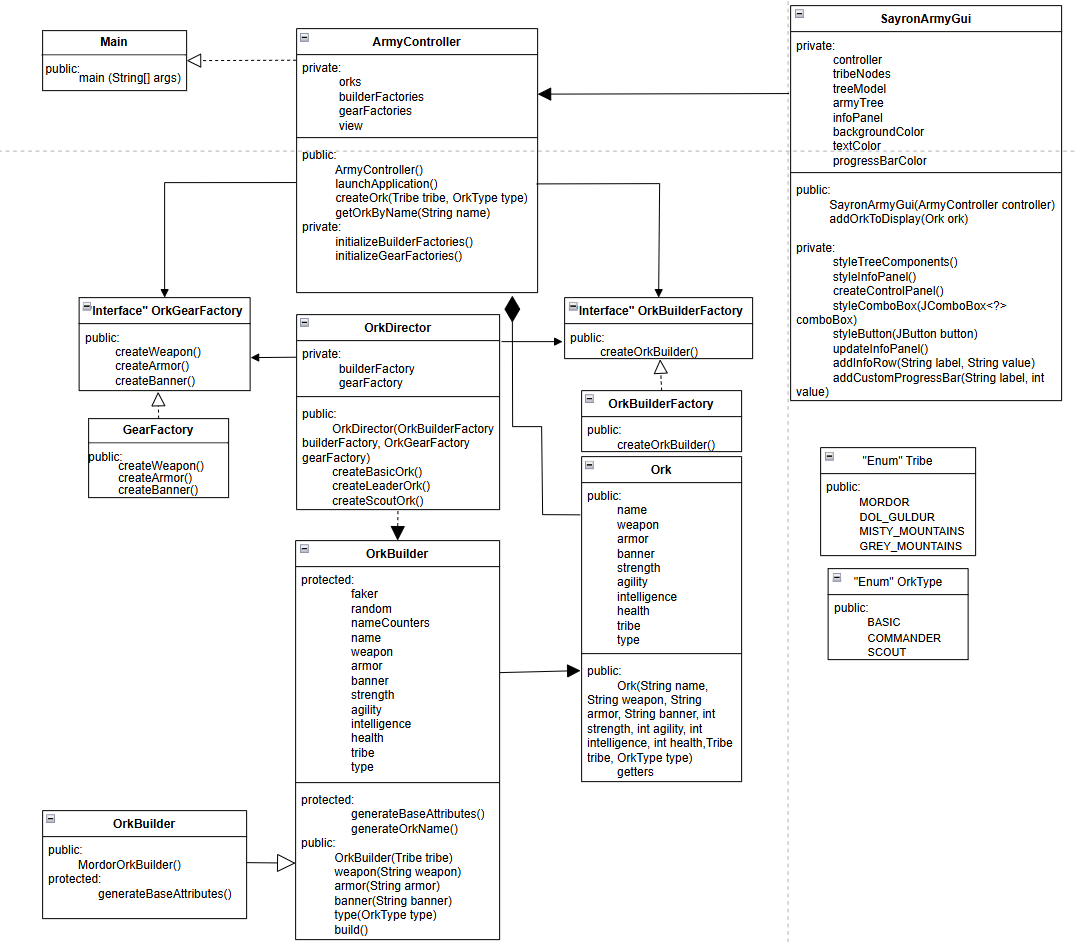 Main
public:
main (String[] args)
ArmyController
private:
orks
builderFactories
gearFactories
view
public:
ArmyController()
launchApplication()
createOrk(Tribe tribe, OrkType type)
getOrkByName(String name)
private:
initializeBuilderFactories()
initializeGearFactories()
SayronArmyGui
private:
controller
tribeNodes
treeModel
armyTree
infoPanel
backgroundColor
textColor
progressBarColor
public:
SayronArmyGui(ArmyController controller)
addOrkToDisplay(Ork ork)
private:
styleTreeComponents()
styleInfoPanel()
createControlPanel()
styleComboBox(JComboBox<?>
comboBox)
styleButton(JButton button)
updateInfoPanel()
addInfoRow(String label, String value)
addCustomProgressBar(String label, int
value)
Interface" OrkGearFactory
public:
createWeapon()
createArmor()
createBanner()
GearFactory
public:
createWeapon()
createArmor()
createBanner()
OrkDirector
private:
builderFactory
gearFactory
public:
OrkDirector(OrkBuilderFactory
builderFactory, OrkGearFactory
gearFactory)
createBasicOrk()
createLeaderOrk()
createScoutOrk()
Interface" OrkBuilderFactory
public:
createOrkBuilder()
OrkBuilderFactory
public:
createOrkBuilder()
Ork
public:
name
weapon
armor
banner
strength
agility
intelligence
health
tribe
type
public:
Ork(String name,
String weapon, String
armor, String banner, int
strength, int agility, int
intelligence, int health,Tribe
tribe, OrkType type)
getters
"Enum" Tribe
public:
MORDOR
DOL_GULDUR
MISTY_MOUNTAINS
GREY_MOUNTAINS
"Enum" OrkType
public:
BASIC
COMMANDER
SCOUT
OrkBuilder
protected:
faker
random
nameCounters
name
weapon
armor
banner
strength
agility
intelligence
health
tribe
type
protected:
generateBaseAttributes()
generateOrkName()
public:
OrkBuilder(Tribe tribe)
weapon(String weapon)
armor(String armor)
banner(String banner)
type(OrkType type)
build()
OrkBuilder
public:
MordorOrkBuilder()
protected:
generateBaseAttributes()